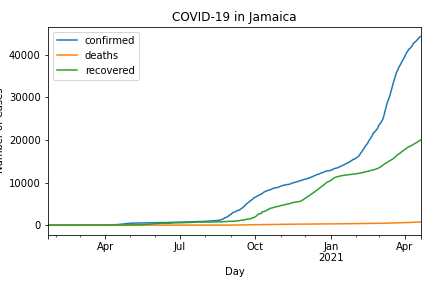 COVID-19 in Jamaica
confirmed
deaths
recovered
40000
30000
20000
10000
0
Apr Jul Oct Jan Apr
2021
Day